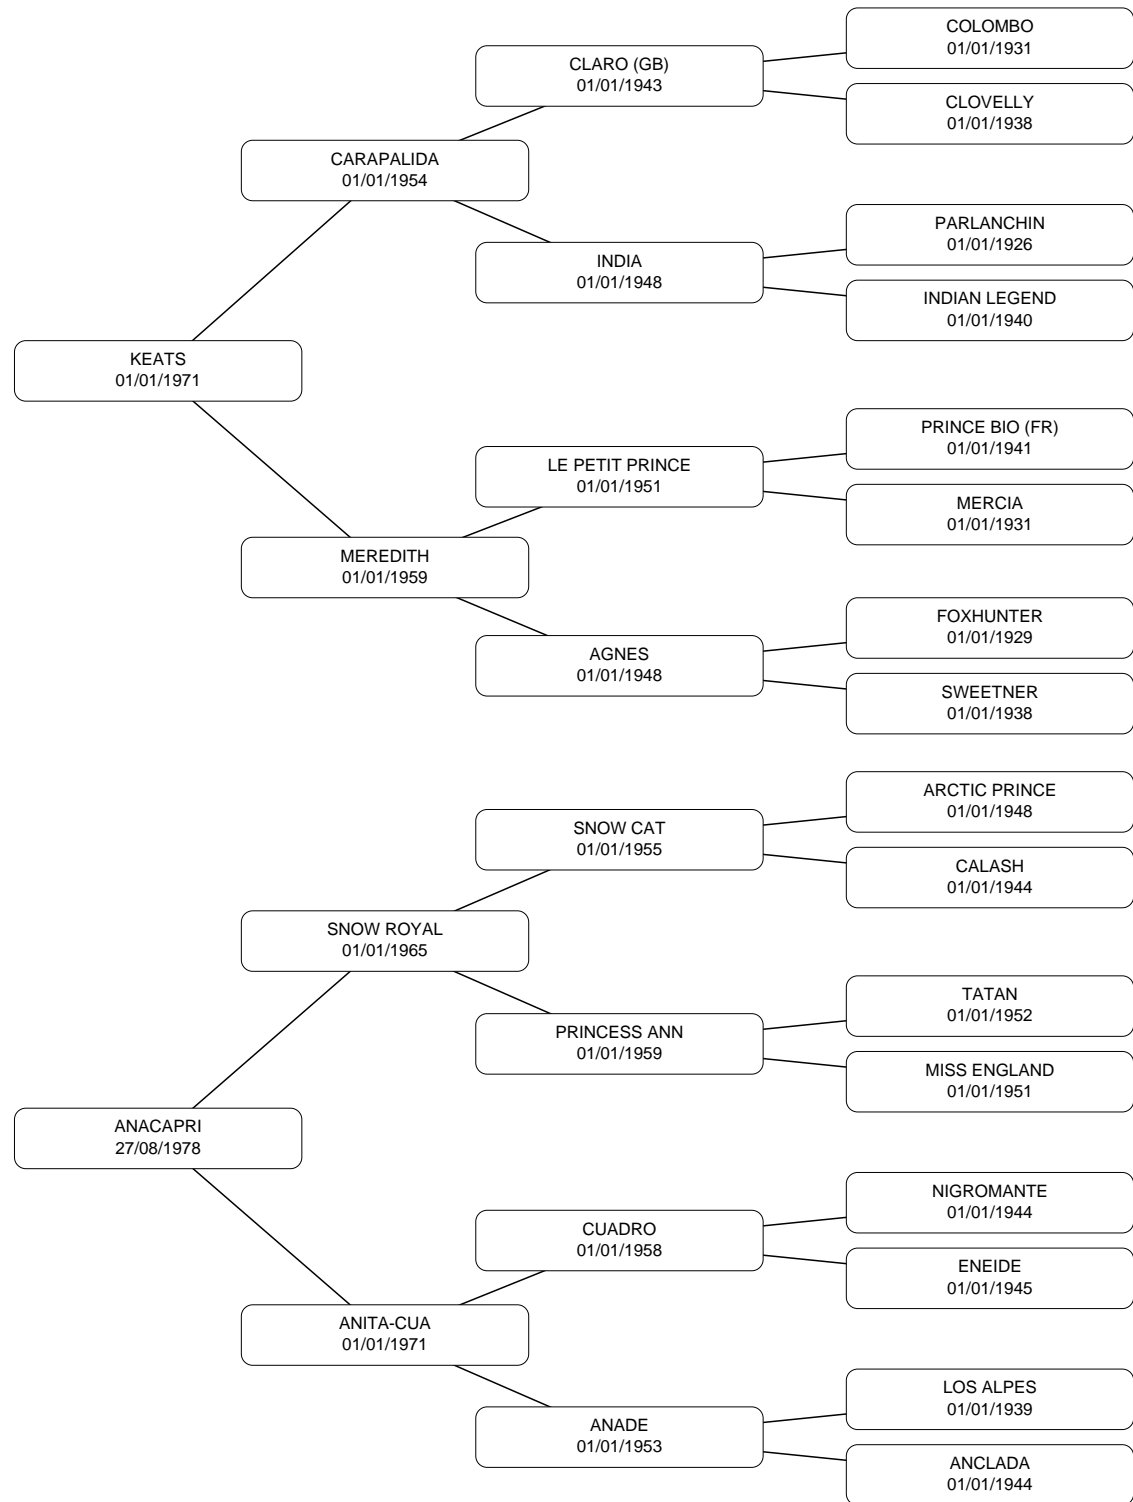 COLOMBO
01/01/1931
CLARO (GB)
01/01/1943
CLOVELLY
01/01/1938
CARAPALIDA
01/01/1954
PARLANCHIN
01/01/1926
INDIA
01/01/1948
INDIAN LEGEND
01/01/1940
KEATS
01/01/1971
PRINCE BIO (FR)
01/01/1941
LE PETIT PRINCE
01/01/1951
MERCIA
01/01/1931
MEREDITH
01/01/1959
FOXHUNTER
01/01/1929
AGNES
01/01/1948
SWEETNER
01/01/1938
ARCTIC PRINCE
01/01/1948
SNOW CAT
01/01/1955
CALASH
01/01/1944
SNOW ROYAL
01/01/1965
TATAN
01/01/1952
PRINCESS ANN
01/01/1959
MISS ENGLAND
01/01/1951
ANACAPRI
27/08/1978
NIGROMANTE
01/01/1944
CUADRO
01/01/1958
ENEIDE
01/01/1945
ANITA-CUA
01/01/1971
LOS ALPES
01/01/1939
ANADE
01/01/1953
ANCLADA
01/01/1944